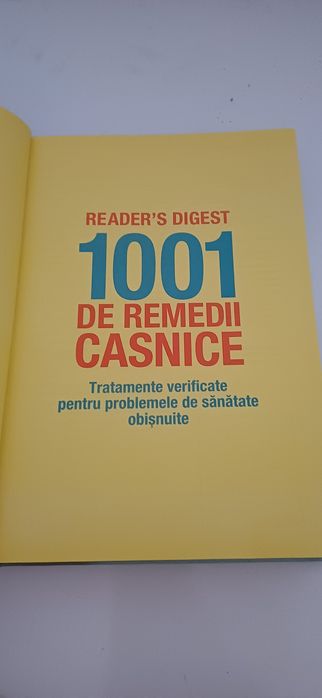 READER'S DIGEST
1001
DE REMEDII
CASNICE
Tratamente verificate
pentru problemele de sănătate
obișnuite